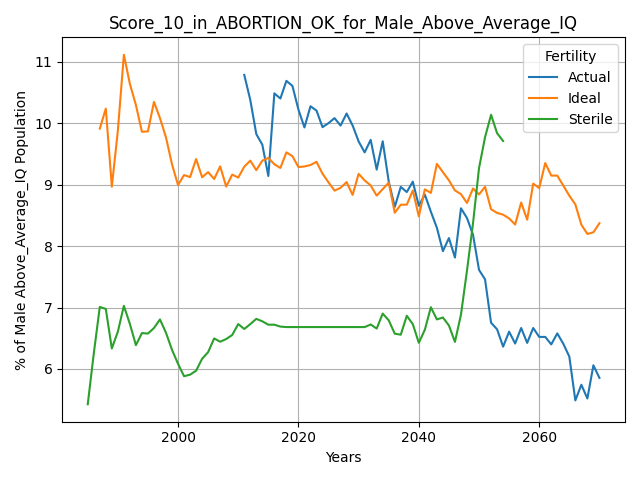 Score_10_in_ABORTION_OK_for_Male_Above_Average_IQ
% of Male Above_Average_IQ Population
11
10
9
8
7
6
Fertility
Actual
Ideal
Sterile
2000
2020
2040
2060
Years